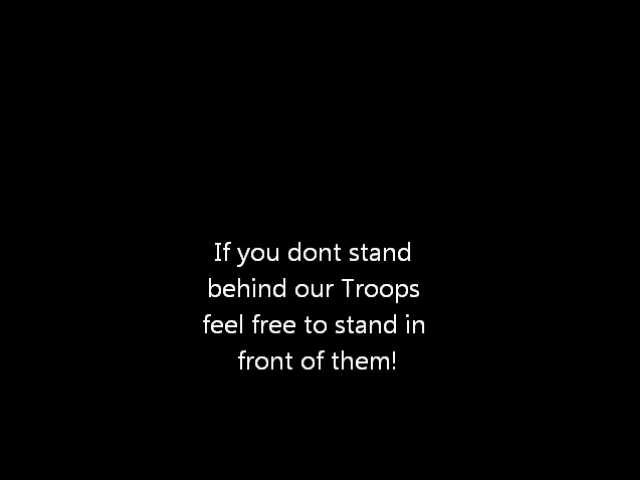 If you dont stand
behind our Troops
feel free to stand in
front of them!